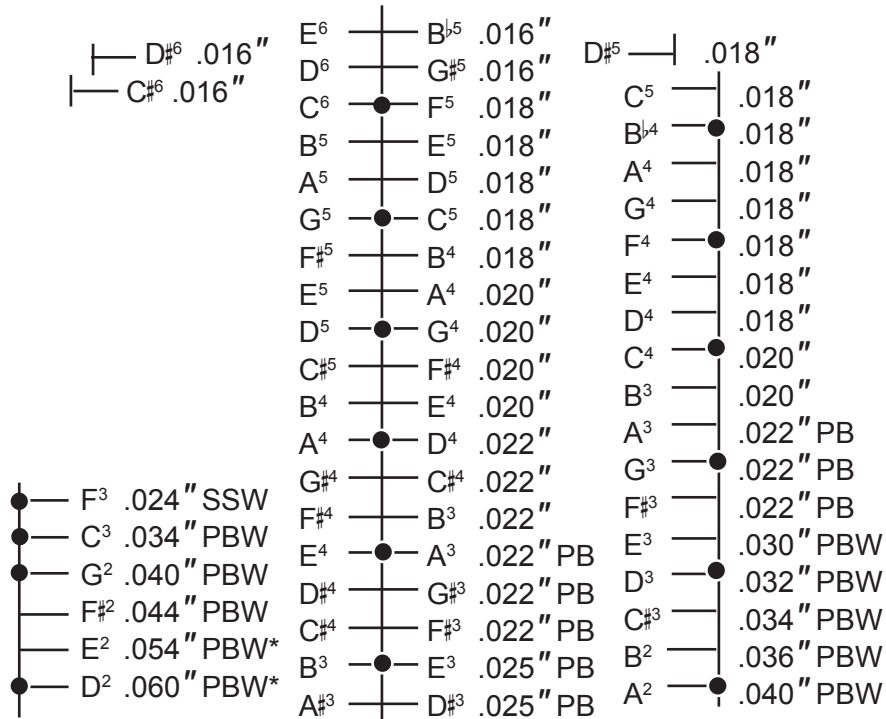 D♯6 .016″
C♯6 .016″
F3 .024″ SSW
C3 .034″ PBW
G2 .040″ PBW
F♯2 .044″ PBW
E2 .054″ PBW*
D2 .060″ PBW*
E6 B♭5 .016″
D6 G♯5 .016″
C6 F5 .018″
B5 E5 .018″
A5 D5 .018″
G5 C5 .018″
F♯5 B4 .018″
E5 A4 .020″
D5 G4 .020″
C♯5 F♯4 .020″
B4 E4 .020″
A4 D4 .022″
G♯4 C♯4 .022″
F♯4 B3 .022″
E4 A3 .022″ PB
D♯4 G♯3 .022″ PB
C♯4 F♯3 .022″ PB
B3 E3 .025″ PB
A♯3 D♯3 .025″ PB
D♯5 .018″
C5 .018″
B♭4 .018″
A4 .018″
G4 .018″
F4 .018″
E4 .018″
D4 .018″
C4 .020″
B3 .020″
A3 .022″ PB
G3 .022″ PB
F♯3 .022″ PB
E3 .030″ PBW
D3 .032″ PBW
C♯3 .034″ PBW
B2 .036″ PBW
A2 .040″ PBW